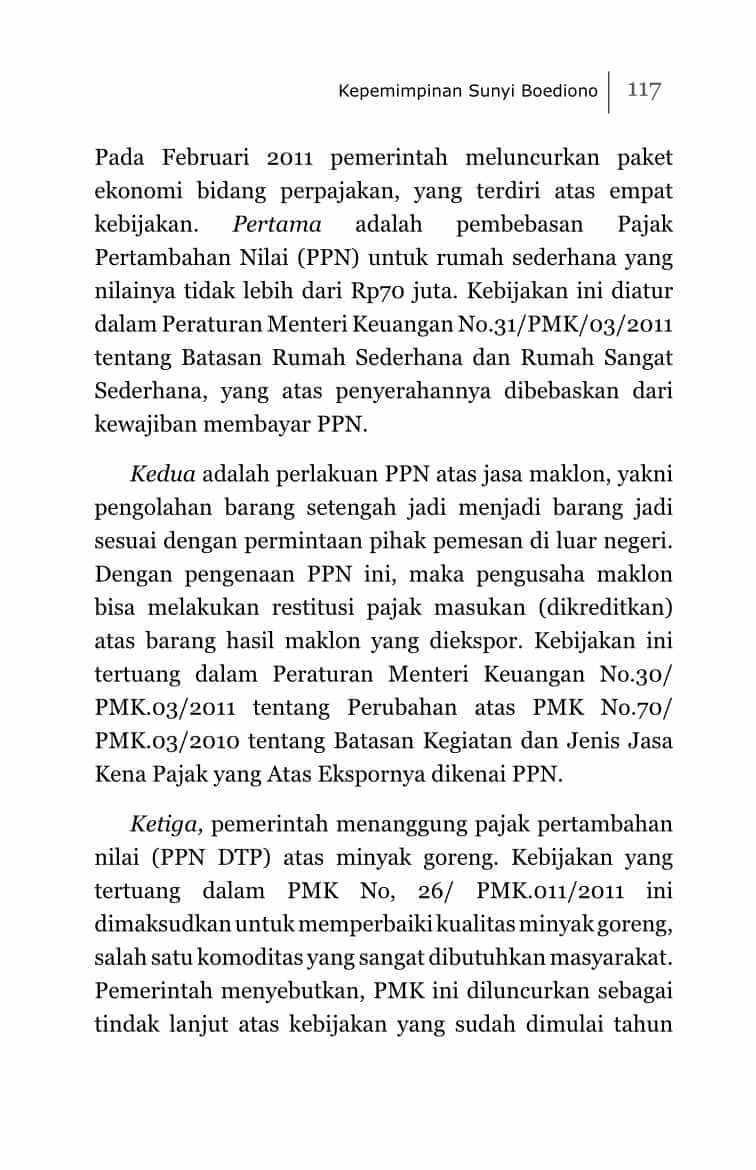 Kepemimpinan Sunyi Boediono 117
Pada Februari 2011 pemerintah meluncurkan paket
ekonomi bidang perpajakan, yang terdiri atas empat
kebijakan. Pertama adalah pembebasan Pajak
Pertambahan Nilai (PPN) untuk rumah sederhana yang
nilainya tidak lebih dari Rp70 juta. Kebijakan ini diatur
dalam Peraturan Menteri Keuangan No.31/PMK/03/2011
tentang Batasan Rumah Sederhana dan Rumah Sangat
Sederhana, yang atas penyerahannya dibebaskan dari
kewajiban membayar PPN.
Kedua adalah perlakuan PPN atas jasa maklon, yakni
pengolahan barang setengah jadi menjadi barang jadi
sesuai dengan permintaan pihak pemesan di luar negeri.
Dengan pengenaan PPN ini, maka pengusaha maklon
bisa melakukan restitusi pajak masukan (dikreditkan)
atas barang hasil maklon yang diekspor. Kebijakan ini
tertuang dalam Peraturan Menteri Keuangan No.30/
PMK.03/2011 tentang Perubahan atas PMK No.70/
PMK.03/2010 tentang Batasan Kegiatan dan Jenis Jasa
Kena Pajak yang Atas Ekspornya dikenai PPN.
Ketiga, pemerintah menanggung pajak pertambahan
nilai (PPN DTP) atas minyak goreng. Kebijakan yang
tertuang dalam PMK No, 26/ PMK.011/2011 ini
dimaksudkan untuk memperbaiki kualitas minyak goreng,
salah satu komoditas yang sangat dibutuhkan masyarakat.
Pemerintah menyebutkan, PMK ini diluncurkan sebagai
tindak lanjut atas kebijakan yang sudah dimulai tahun